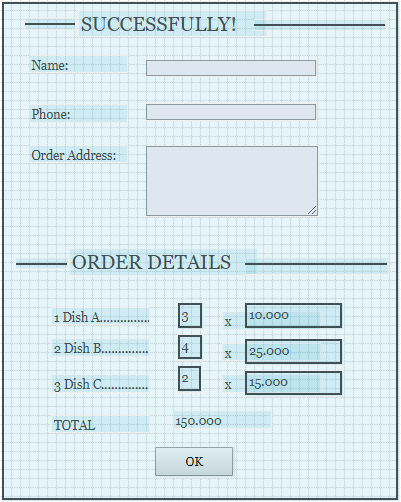 SUCCESSFULLY!
Name:
Phone:
Order Address:
ORDER DETAILS
1 Dish A............... 3 x 10.000
2 Dish B.............. 4 x 25.000
3 Dish C.............. 2 x 15.000
TOTAL 150.000
OK